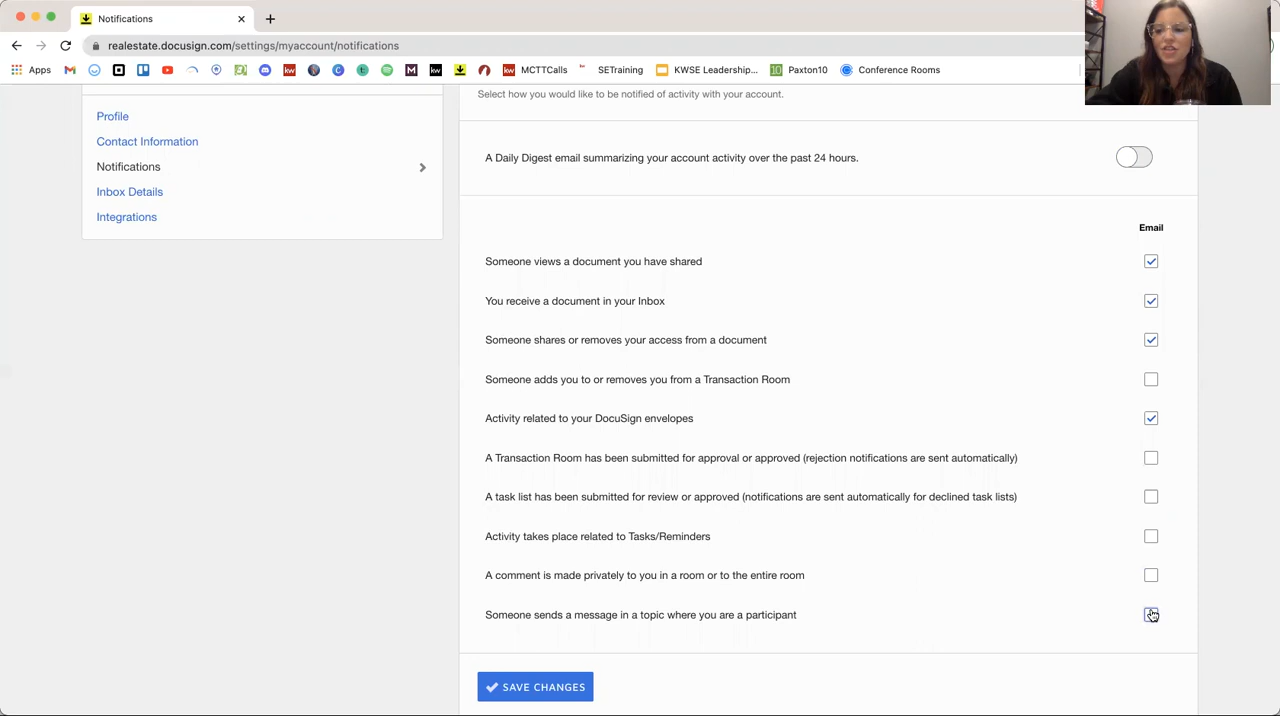 Notifications
realestate.docusign.com/settings/myaccount/notifications
Apps
MCTTCalls
SETraining
KWSE Leadership...
Paxton10
Conference Rooms
Select how you would like to be notified of activity with your account.
Profile
Contact Information
Notifications
Inbox Details
Integrations
A Daily Digest email summarizing your account activity over the past 24 hours.
Email
Someone views a document you have shared
You receive a document in your Inbox
Someone shares or removes your access from a document
Someone adds you to or removes you from a Transaction Room
Activity related to your DocuSign envelopes
A Transaction Room has been submitted for approval or approved (rejection notifications are sent automatically)
A task list has been submitted for review or approved (notifications are sent automatically for declined task lists)
Activity takes place related to Tasks/Reminders
A comment is made privately to you in a room or to the entire room
Someone sends a message in a topic where you are a participant
SAVE CHANGES